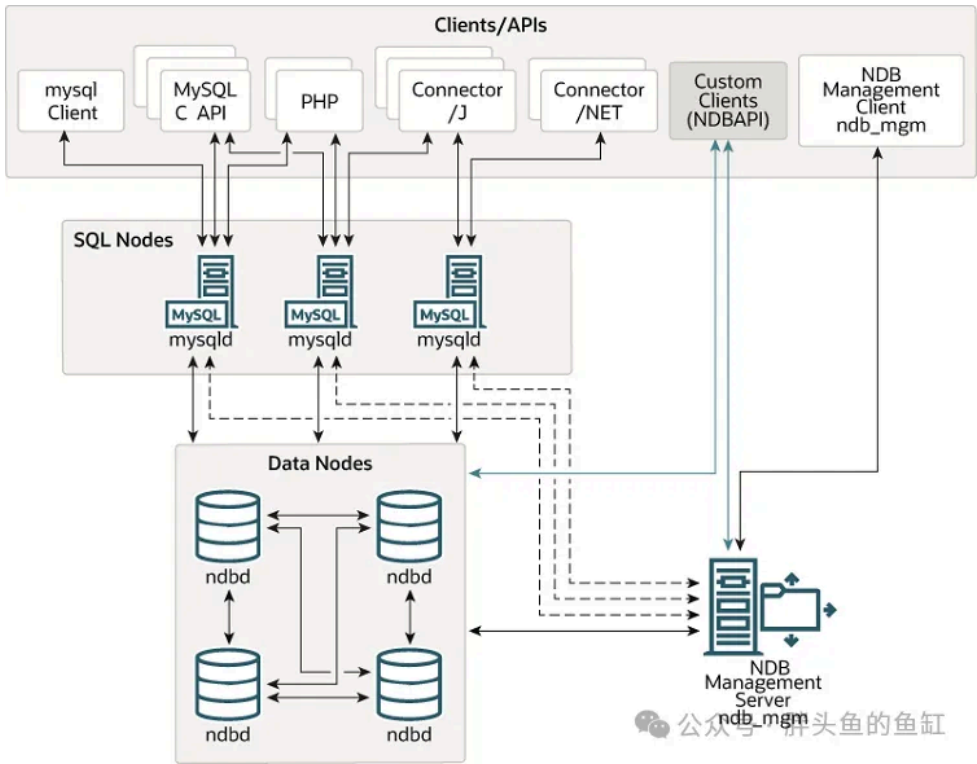 Clients/APIs
mysql
Client
MySQL
C API
PHP
Connector
/J
Connector
/NET
Custom
Clients
(NDBAPI)
NDB
Management
Client
ndb_mgm
SQL Nodes
MySQL
mysqld
MySQL
mysqld
MySQL
mysqld
Data Nodes
ndbd
ndbd
ndbd
ndbd
NDB
Management
Server
ndb_mgm
公众号 · 胖头鱼的鱼缸